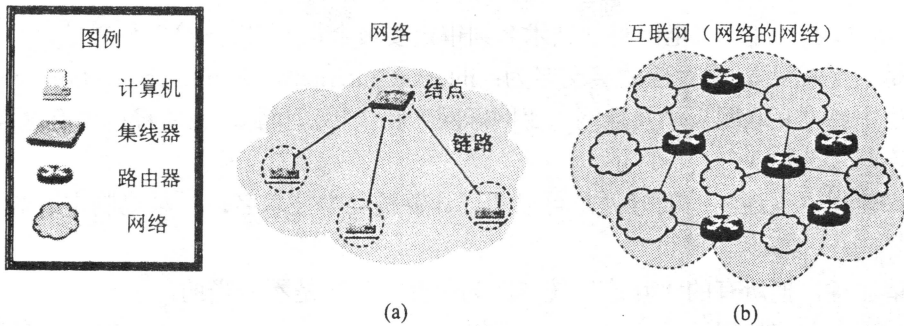 图例
计算机
集线器
路由器
网络
网络
结点
链路
(a)
互联网（网络的网络）
(b)